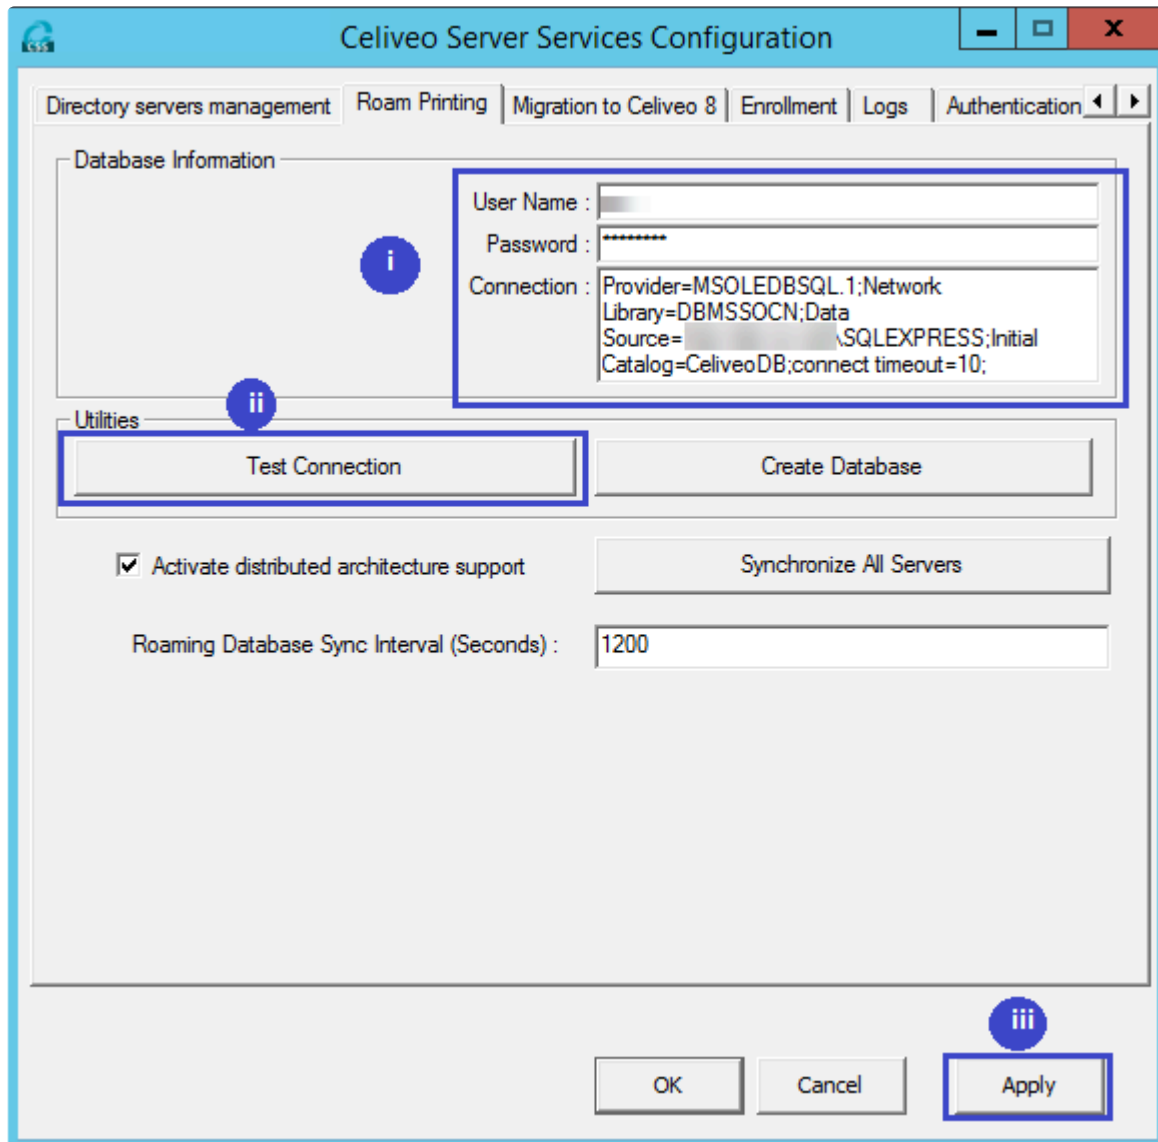 CSS
Celiveo Server Services Configuration
X
Directory servers management Roam Printing Migration to Celiveo 8 Enrollment Logs Authentication
Database Information
User Name :
i
Password : ********
Connection : Provider=MSOLEDBSQL.1;Network
Library=DBMSSOCN;Data
Source= \SQLEXPRESS;Initial
Catalog=CeliveoDB;connect timeout=10;
ii
Utilities
Test Connection Create Database
Activate distributed architecture support Synchronize All Servers
Roaming Database Sync Interval (Seconds) : 1200
iii
OK Cancel Apply